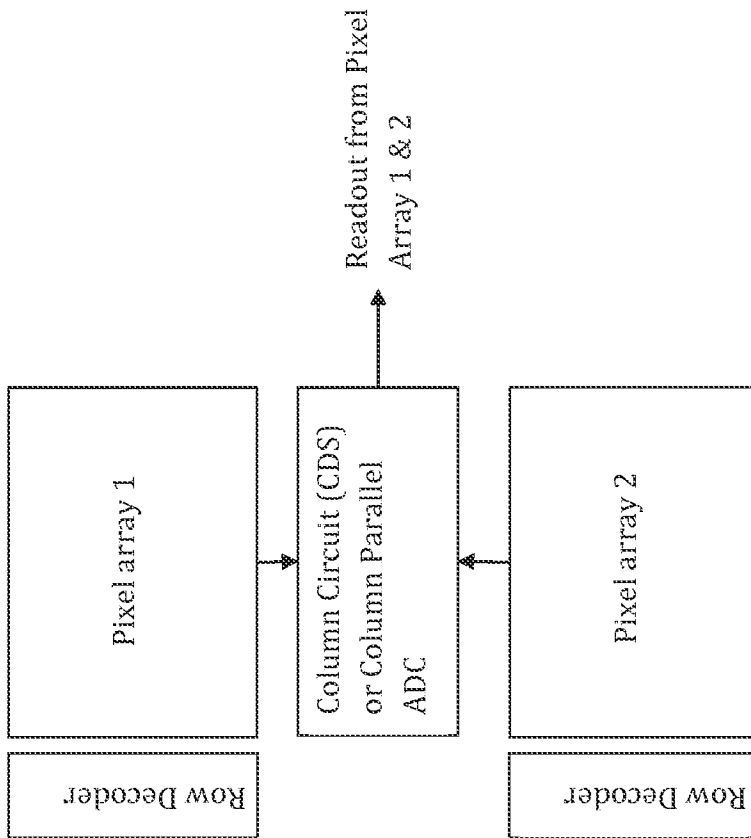 Pixel array 1
Row Decoder
Column Circuit (CDS)
or Column Parallel
ADC
Readout from Pixel
Array 1 & 2
Pixel array 2
Row Decoder